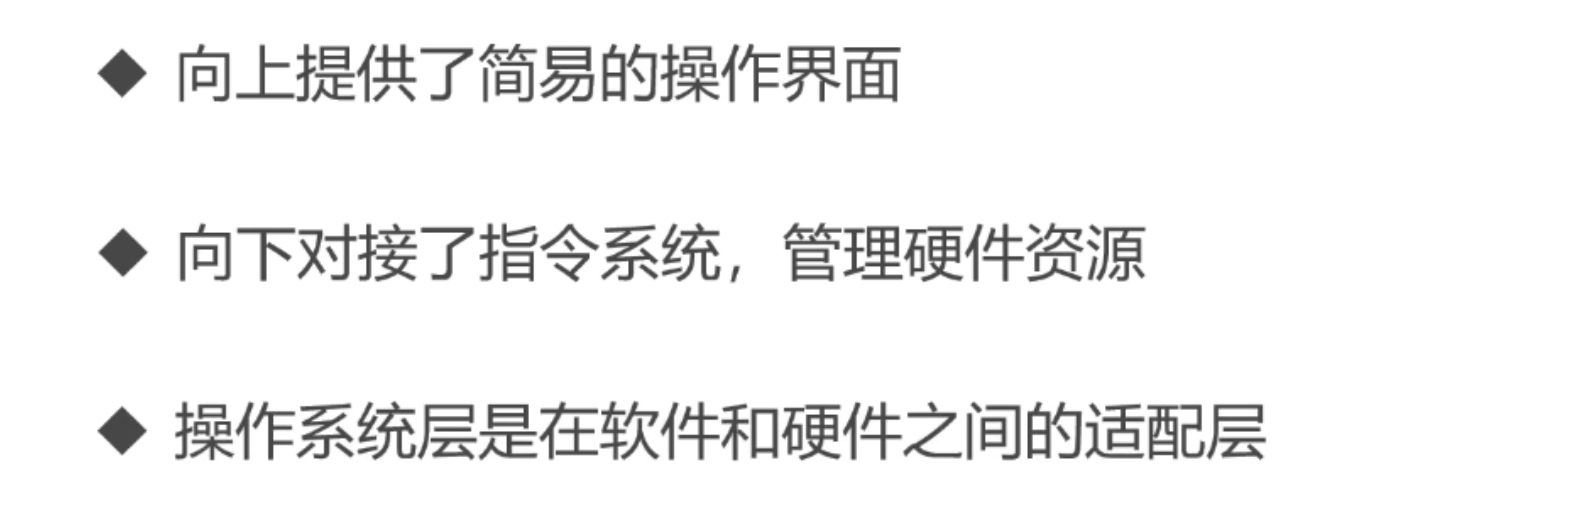 ◆ 向上提供了简易的操作界面
◆ 向下对接了指令系统，管理硬件资源
◆ 操作系统层是在软件和硬件之间的适配层